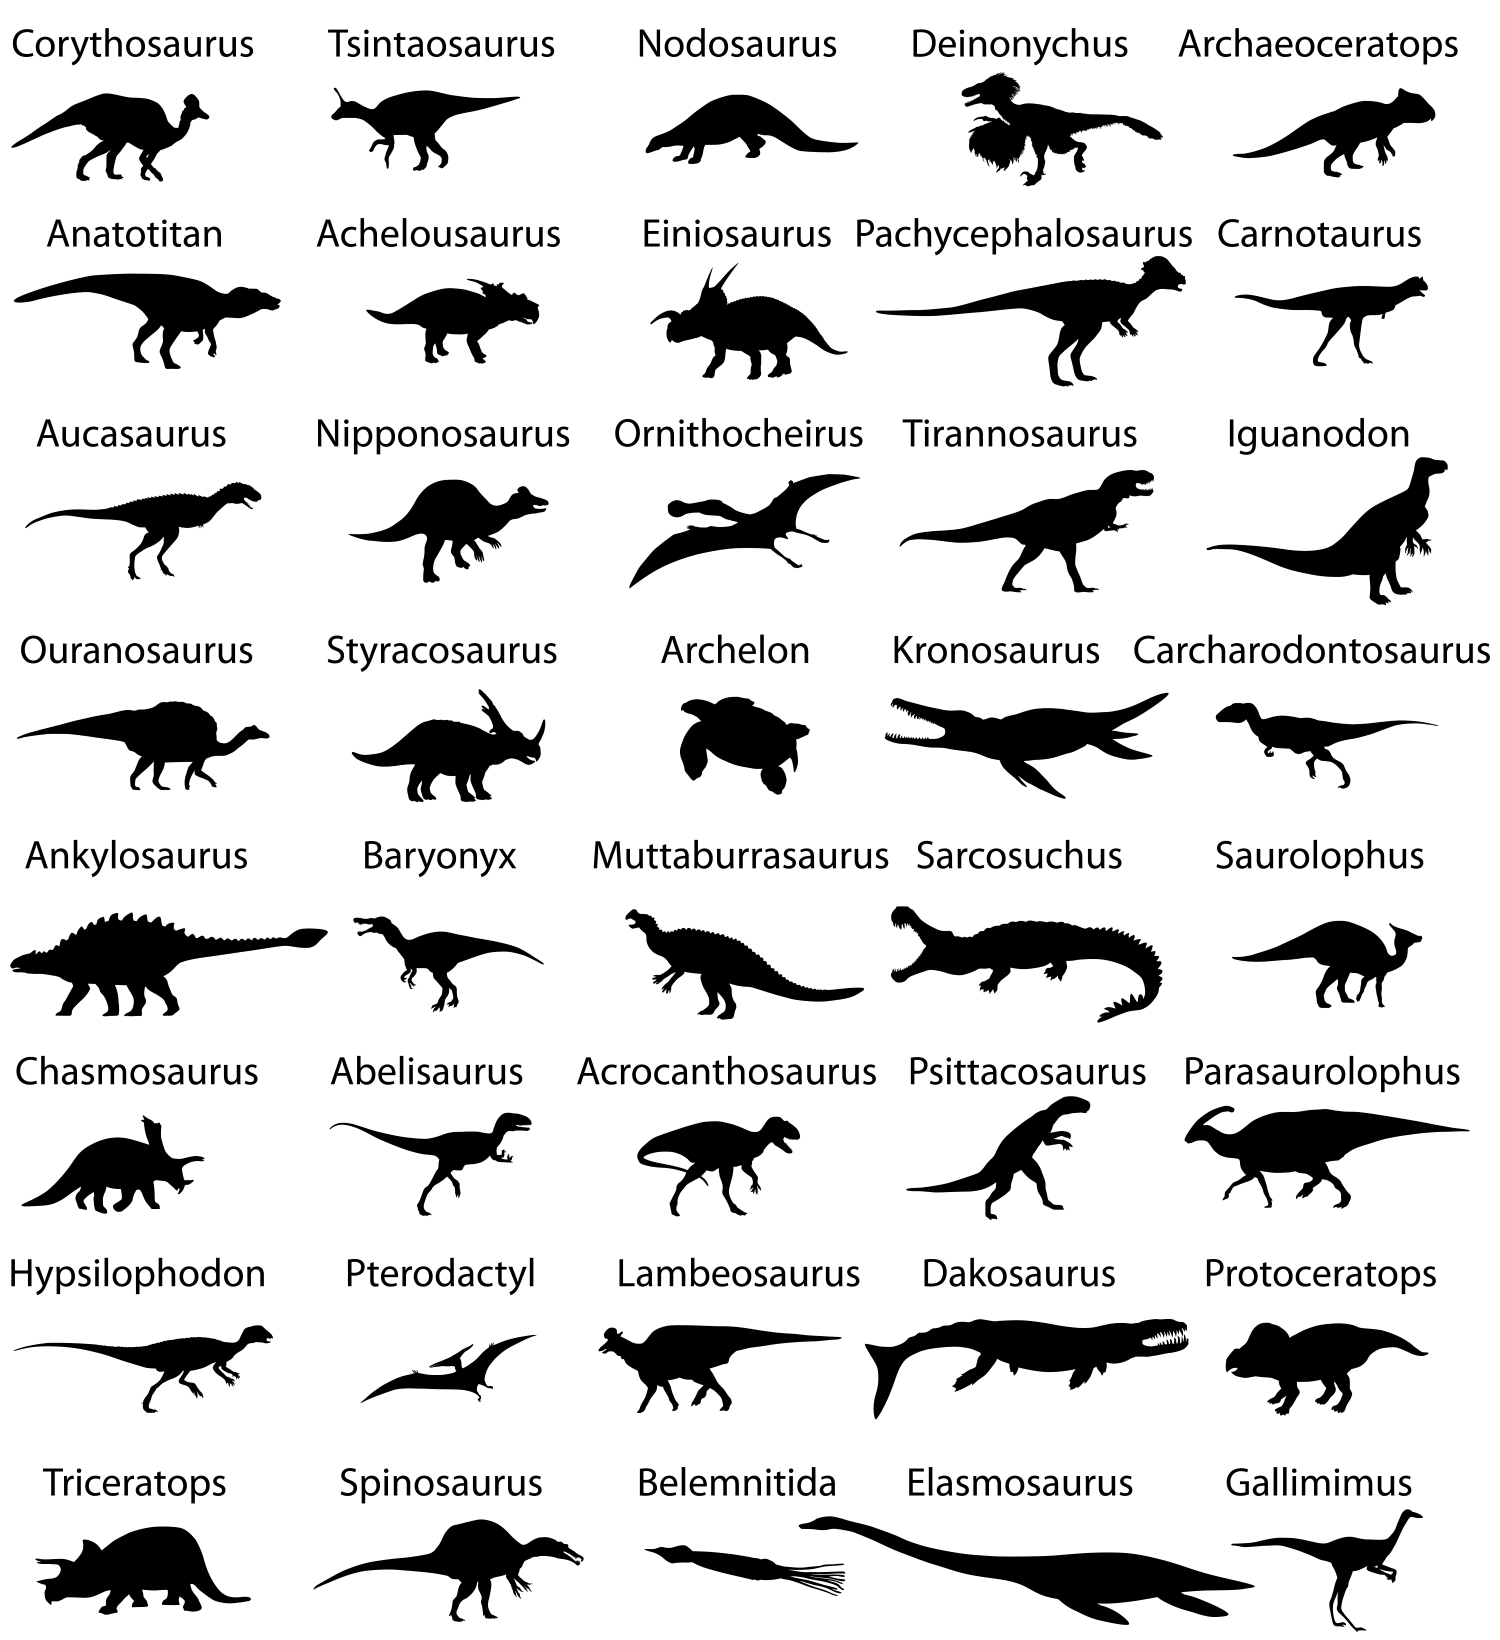 Corythosaurus Tsintaosaurus Nodosaurus Deinonychus Archaeoceratops
Anatotitan Achelousaurus Einiosaurus Pachycephalosaurus Carnotaurus
Aucasaurus Nipponosaurus Ornithocheirus Tirannosaurus Iguanodon
Ouranosaurus Styracosaurus Archelon Kronosaurus Carcharodontosaurus
Ankylosaurus Baryonyx Muttaburrasaurus Sarcosuchus Saurolophus
Chasmosaurus Abelisaurus Acrocanthosaurus Psittacosaurus Parasaurolophus
Hypsilophodon Pterodactyl Lambeosaurus Dakosaurus Protoceratops
Triceratops Spinosaurus Belemnitida Elasmosaurus Gallimimus